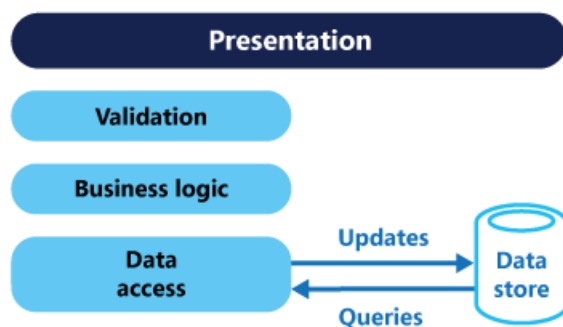 Presentation
Validation
Business logic
Data
access
Updates
Queries
Data
store